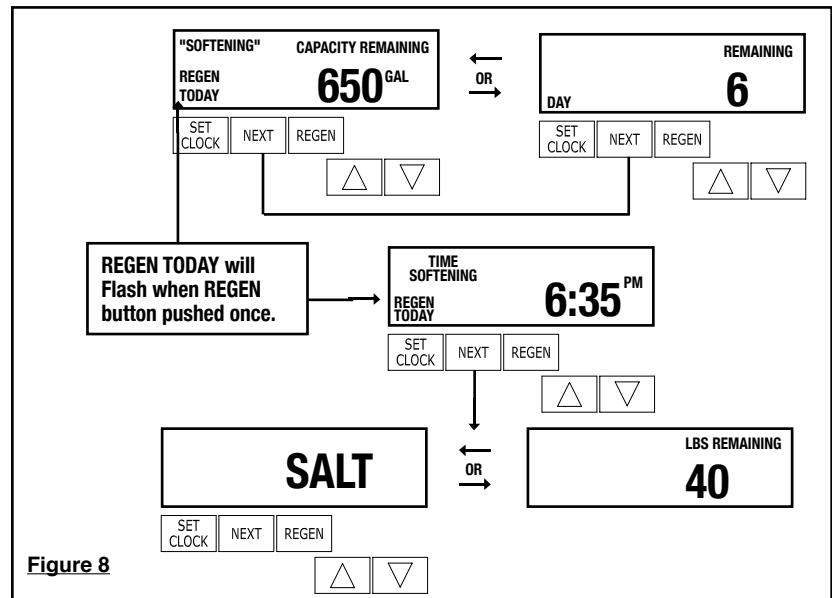 "SOFTENING" CAPACITY REMAINING
REGEN
TODAY
650 GAL
SET
CLOCK
NEXT
REGEN
OR
REMAINING
DAY
6
SET
CLOCK
NEXT
REGEN
REGEN TODAY will
Flash when REGEN
button pushed once.
TIME
SOFTENING
REGEN
TODAY
6:35 PM
SET
CLOCK
NEXT
REGEN
SALT
SET
CLOCK
NEXT
REGEN
OR
LBS REMAINING
40
Figure 8